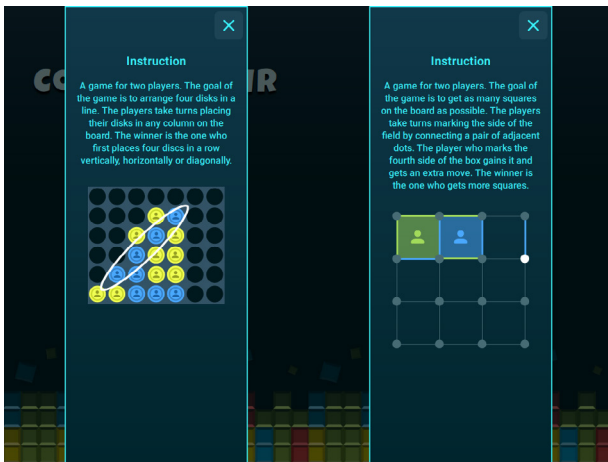 Instruction
A game for two players. The goal of
the game is to arrange four disks in a
line. The players take turns placing
their disks in any column on the
board. The winner is the one who
first places four discs in a row
vertically, horizontally or diagonally.
Instruction
A game for two players. The goal of
the game is to get as many squares
on the board as possible. The players
take turns marking the side of the
field by connecting a pair of adjacent
dots. The player who marks the
fourth side of the box gains it and
gets an extra move. The winner is
the one who gets more squares.